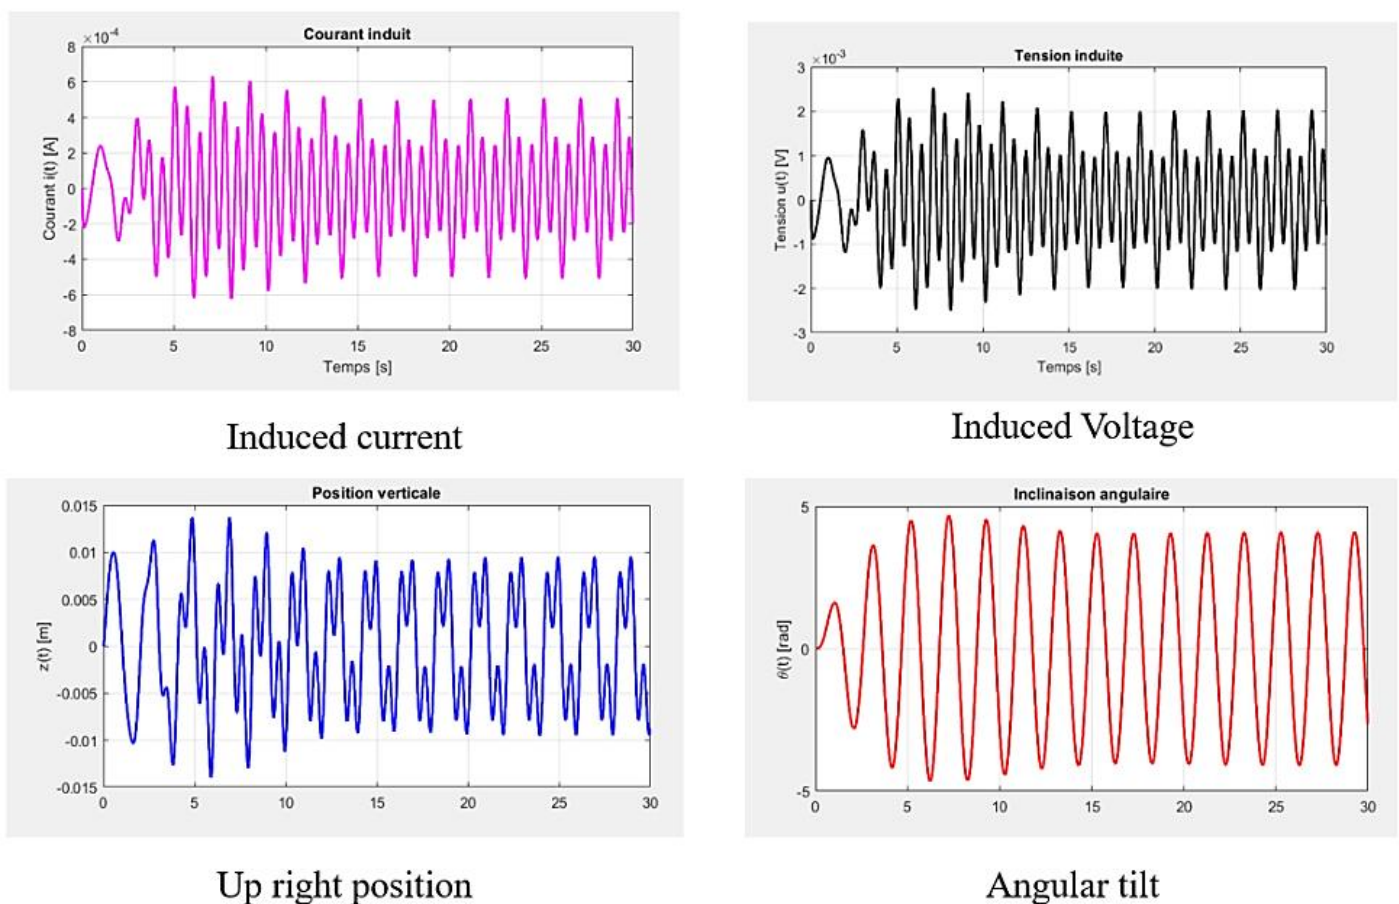 Courant induit
×10⁻⁴
8
6
4
2
0
-2
-4
-6
-8
Courant i(t) [A]
0 5 10 15 20 25 30
Temps [s]
Induced current
Tension induite
×10⁻³
3
2
1
0
-1
-2
-3
Tension u(t) [V]
0 5 10 15 20 25 30
Temps [s]
Induced Voltage
Position verticale
0.015
0.01
0.005
0
-0.005
-0.01
-0.015
z(t) [m]
0 5 10 15 20 25 30
Up right position
Inclinaison angulaire
5
0
-5
θ(t) [rad]
0 5 10 15 20 25 30
Angular tilt